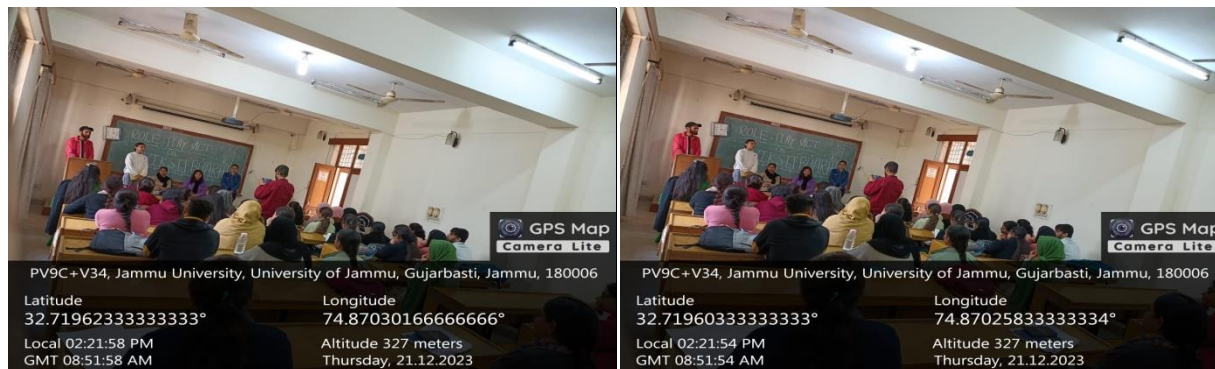 ROLE
GPS Map
Camera Lite
PV9C+V34, Jammu University, University of Jammu, Gujarbasti, Jammu, 180006
Latitude
32.71962333333333°
Longitude
74.87030166666666°
Local 02:21:58 PM
GMT 08:51:58 AM
Altitude 327 meters
Thursday, 21.12.2023
ROLE
GPS Map
Camera Lite
PV9C+V34, Jammu University, University of Jammu, Gujarbasti, Jammu, 180006
Latitude
32.71960333333333°
Longitude
74.87025833333334°
Local 02:21:54 PM
GMT 08:51:54 AM
Altitude 327 meters
Thursday, 21.12.2023